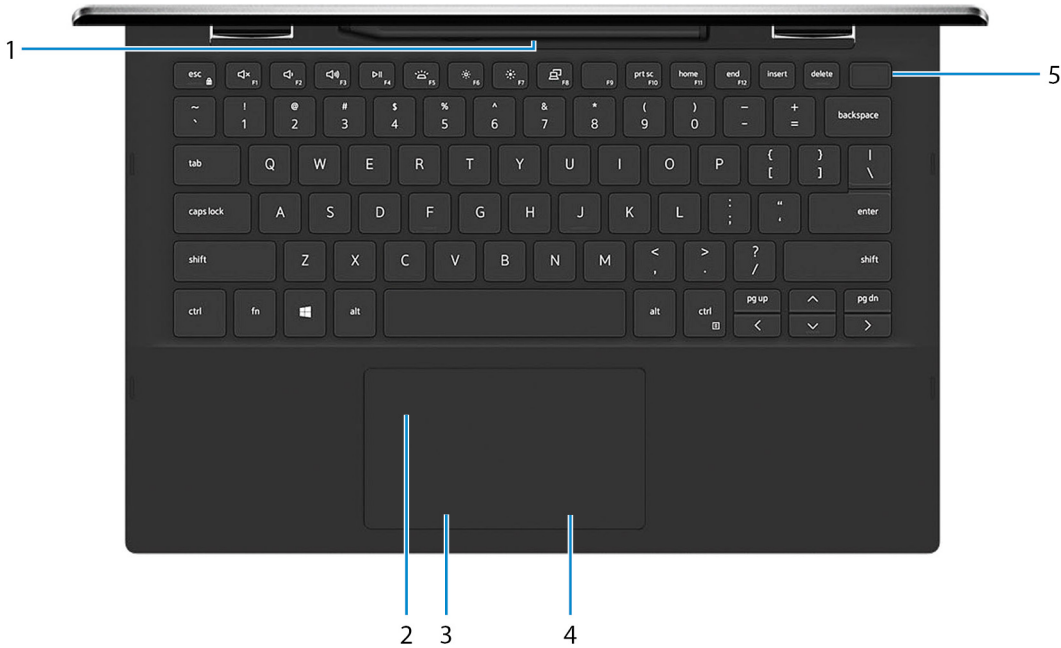 1
5
esc F1 F2 F3 F4 F5 F6 F7 F8 F9 prt sc F10 home F11 end F12 insert delete
~ ` ! 1 @ 2 # 3 $ 4 % 5 ^ 6 & 7 * 8 ( 9 ) 0 – - + = backspace
tab Q W E R T Y U I O P { [ } ] | \
caps lock A S D F G H J K L : ; “ ‘ enter
shift Z X C V B N M < , > . ? / shift
ctrl fn alt alt ctrl pg up < ^ v pg dn >
2 3 4